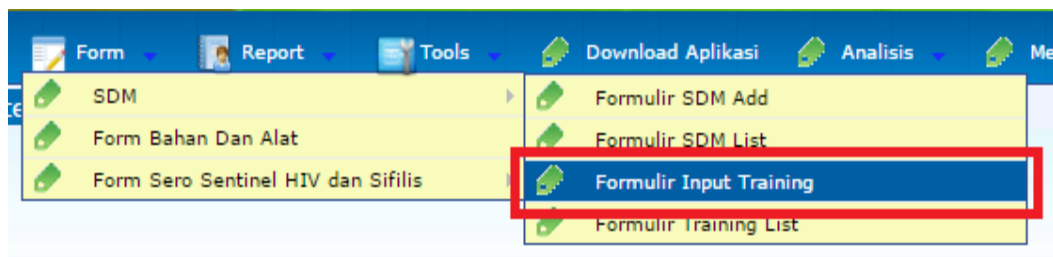 Form Report Tools Download Aplikasi Analisis
SDM
Form Bahan Dan Alat
Form Sero Sentinel HIV dan Sifilis
Formulir SDM Add
Formulir SDM List
Formulir Input Training
Formulir Training List